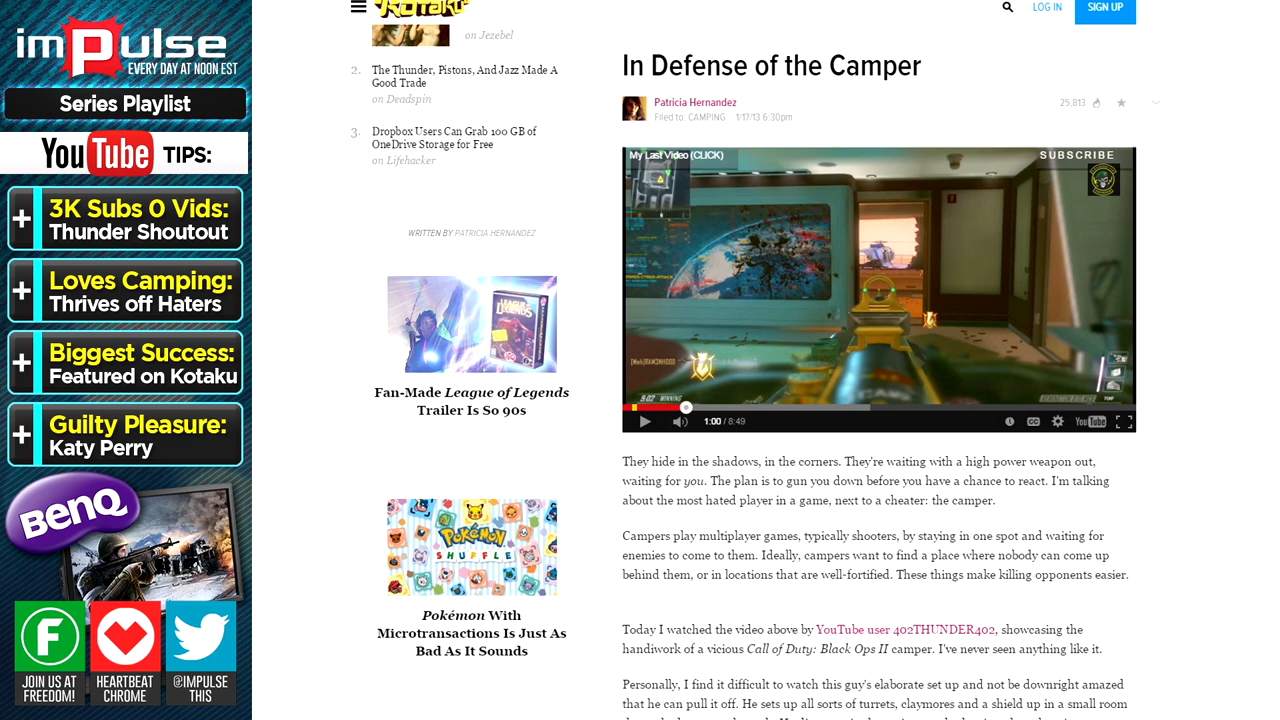 imPulse
EVERY DAY AT NOON EST
Series Playlist
YouTube TIPS:
+ 3K Subs 0 Vids:
Thunder Shoutout
+ Loves Camping:
Thrives off Haters
+ Biggest Success:
Featured on Kotaku
+ Guilty Pleasure:
Katy Perry
BenQ
F
JOIN US AT
FREEDOM!
HEARTBEAT
CHROME
@IMPULSE
THIS
KOTAKU
LOG IN
SIGN UP
on Jezebel
2. The Thunder, Pistons, And Jazz Made A
Good Trade
on Deadspin
3. Dropbox Users Can Grab 100 GB of
OneDrive Storage for Free
on Lifehacker
WRITTEN BY PATRICIA HERNANDEZ
LEAGUE of
LEGENDS
Fan-Made League of Legends
Trailer Is So 90s
POKéMON
SHUFFLE
Pokémon With
Microtransactions Is Just As
Bad As It Sounds
In Defense of the Camper
Patricia Hernandez
25,813
Filed to: CAMPING 1/17/13 6:30pm
My Last Video (CLICK)
SUBSCRIBE
9:02 WINNING
1:00 / 8:49
CC
YouTube
They hide in the shadows, in the corners. They're waiting with a high power weapon out,
waiting for you. The plan is to gun you down before you have a chance to react. I'm talking
about the most hated player in a game, next to a cheater: the camper.
Campers play multiplayer games, typically shooters, by staying in one spot and waiting for
enemies to come to them. Ideally, campers want to find a place where nobody can come up
behind them, or in locations that are well-fortified. These things make killing opponents easier.
Today I watched the video above by YouTube user 402THUNDER402, showcasing the
handiwork of a vicious Call of Duty: Black Ops II camper. I've never seen anything like it.
Personally, I find it difficult to watch this guy's elaborate set up and not be downright amazed
that he can pull it off. He sets up all sorts of turrets, claymores and a shield up in a small room